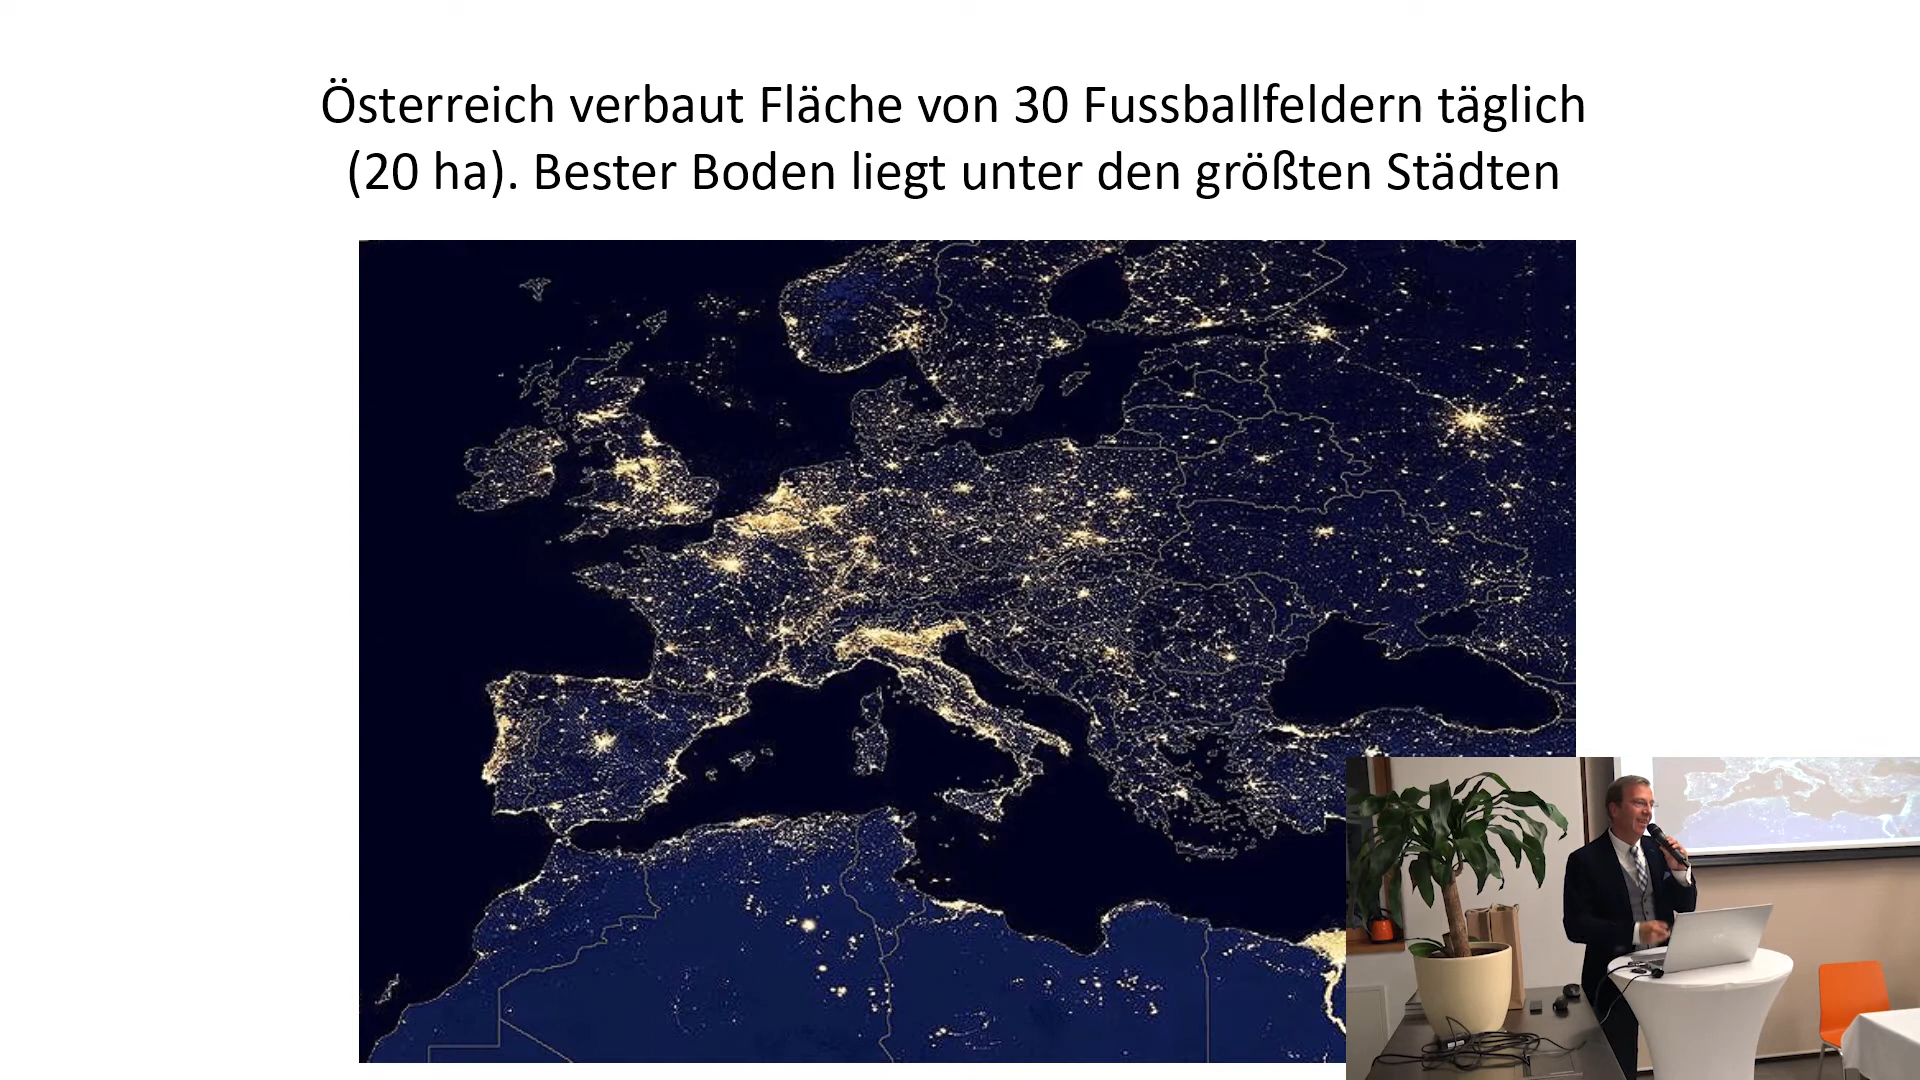 Österreich verbaut Fläche von 30 Fussballfeldern täglich
(20 ha). Bester Boden liegt unter den größten Städten